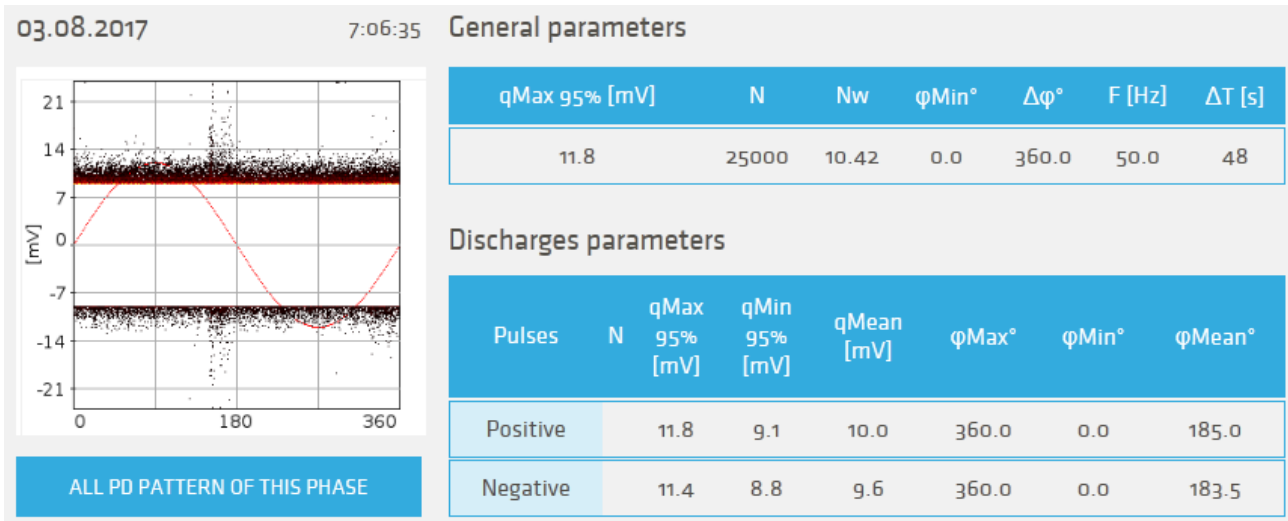 03.08.2017 7:06:35
General parameters
qMax 95% [mV] N Nw φMin° Δφ° F [Hz] ΔT [s]
11.8 25000 10.42 0.0 360.0 50.0 48
[mV]
21
14
7
0
-7
-14
-21
0 180 360
ALL PD PATTERN OF THIS PHASE
Discharges parameters
Pulses N qMax 95% [mV] qMin 95% [mV] qMean [mV] φMax° φMin° φMean°
Positive 11.8 9.1 10.0 360.0 0.0 185.0
Negative 11.4 8.8 9.6 360.0 0.0 183.5